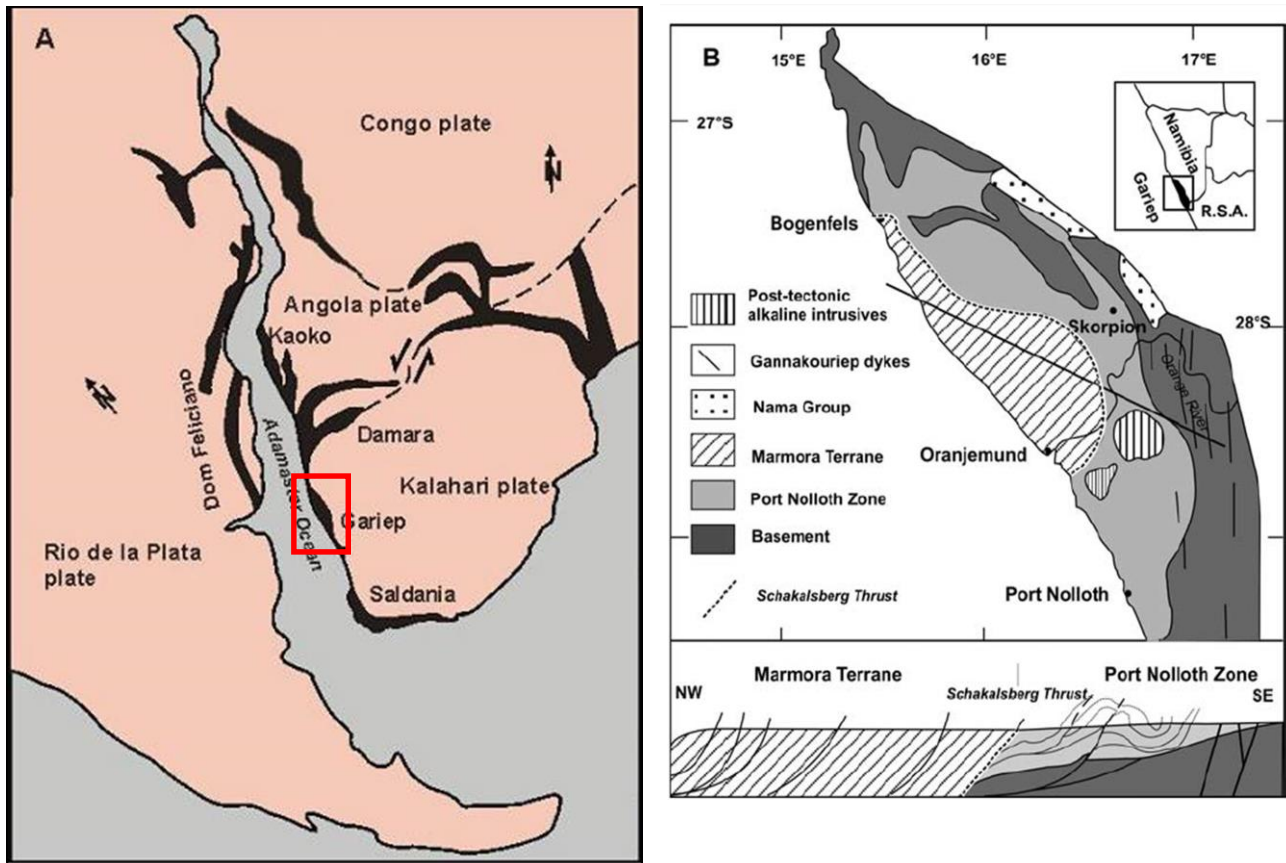 A
Congo plate
N
Angola plate
Kaoko
N
Dom Feliciano
Damara
Adamaster Ocean
Kalahari plate
Gariep
Rio de la Plata
plate
Saldania
B
15°E
16°E
17°E
27°S
Namibia
Gariep
R.S.A.
Bogenfels
Post-tectonic
alkaline intrusives
Skorpion
28°S
Gannakouriep dykes
Orange River
Nama Group
Marmora Terrane
Oranjemund
Port Nolloth Zone
Basement
Schakalsberg Thrust
Port Nolloth
NW
Marmora Terrane
Schakalsberg Thrust
Port Nolloth Zone
SE